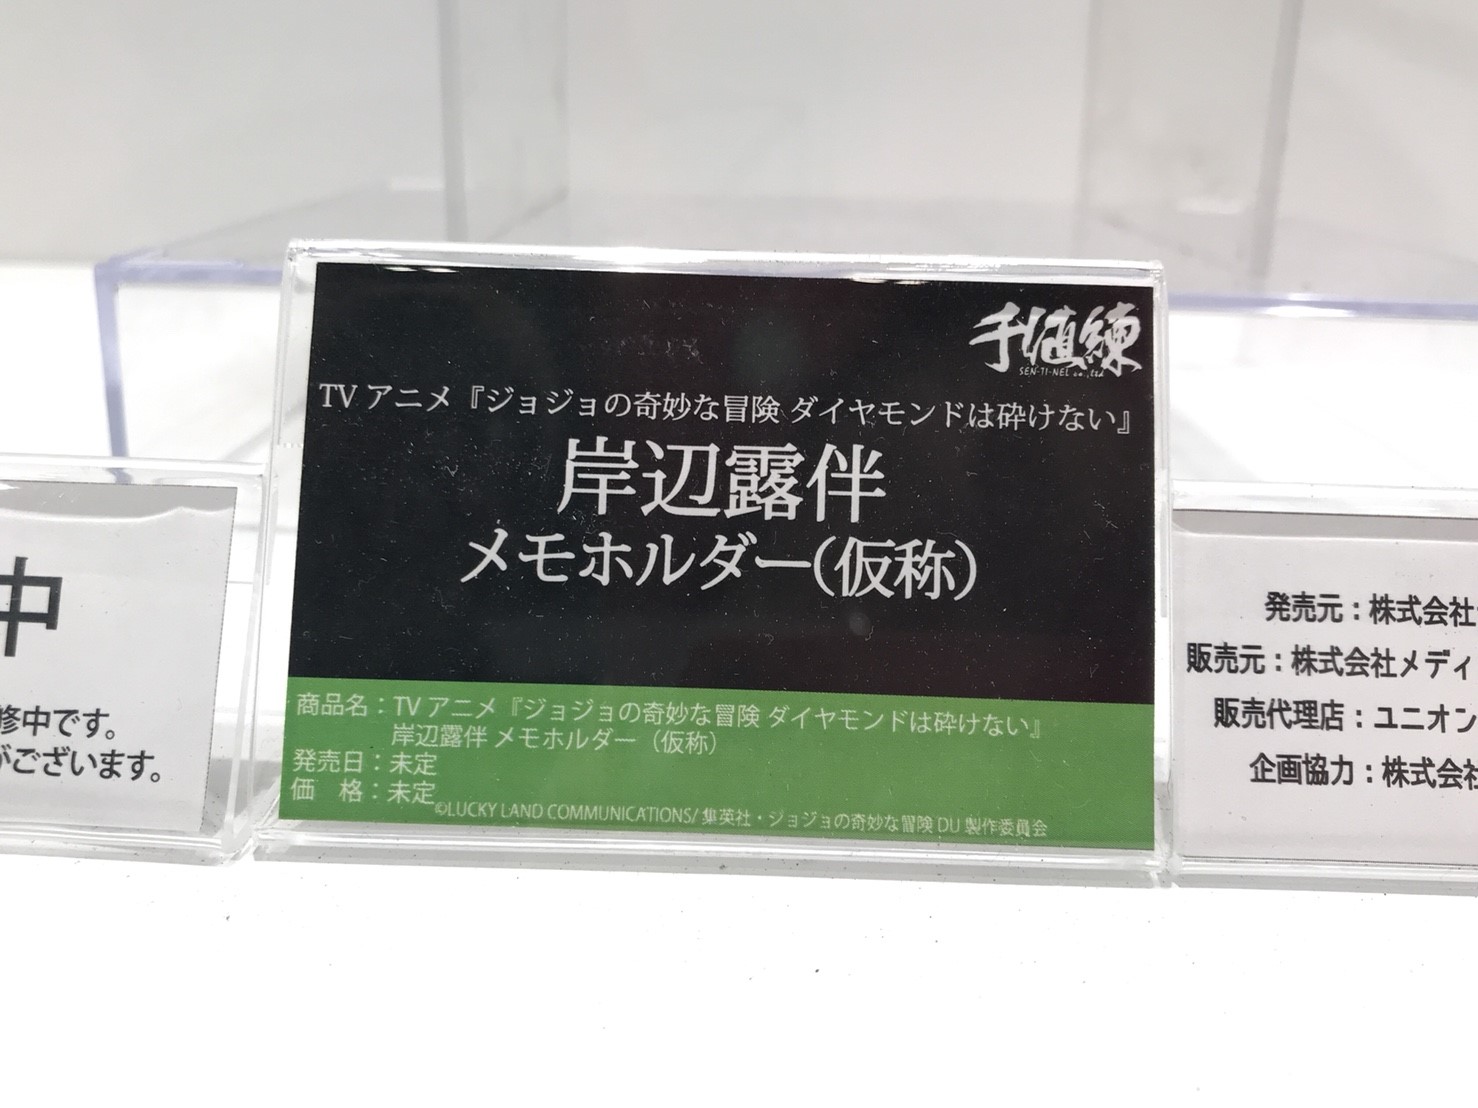 千値練
SEN-TI-NEL co.,ltd
TV アニメ『ジョジョの奇妙な冒険 ダイヤモンドは砕けない』
岸辺露伴
メモホルダー(仮称)
商品名：TV アニメ『ジョジョの奇妙な冒険 ダイヤモンドは砕けない』
岸辺露伴 メモホルダー（仮称）
発売日：未定
価　格：未定
©LUCKY LAND COMMUNICATIONS/ 集英社・ジョジョの奇妙な冒険 DU 製作委員会
中
修中です。
がございます。
発売元：株式会社
販売元：株式会社メディ
販売代理店：ユニオン
企画協力：株式会社